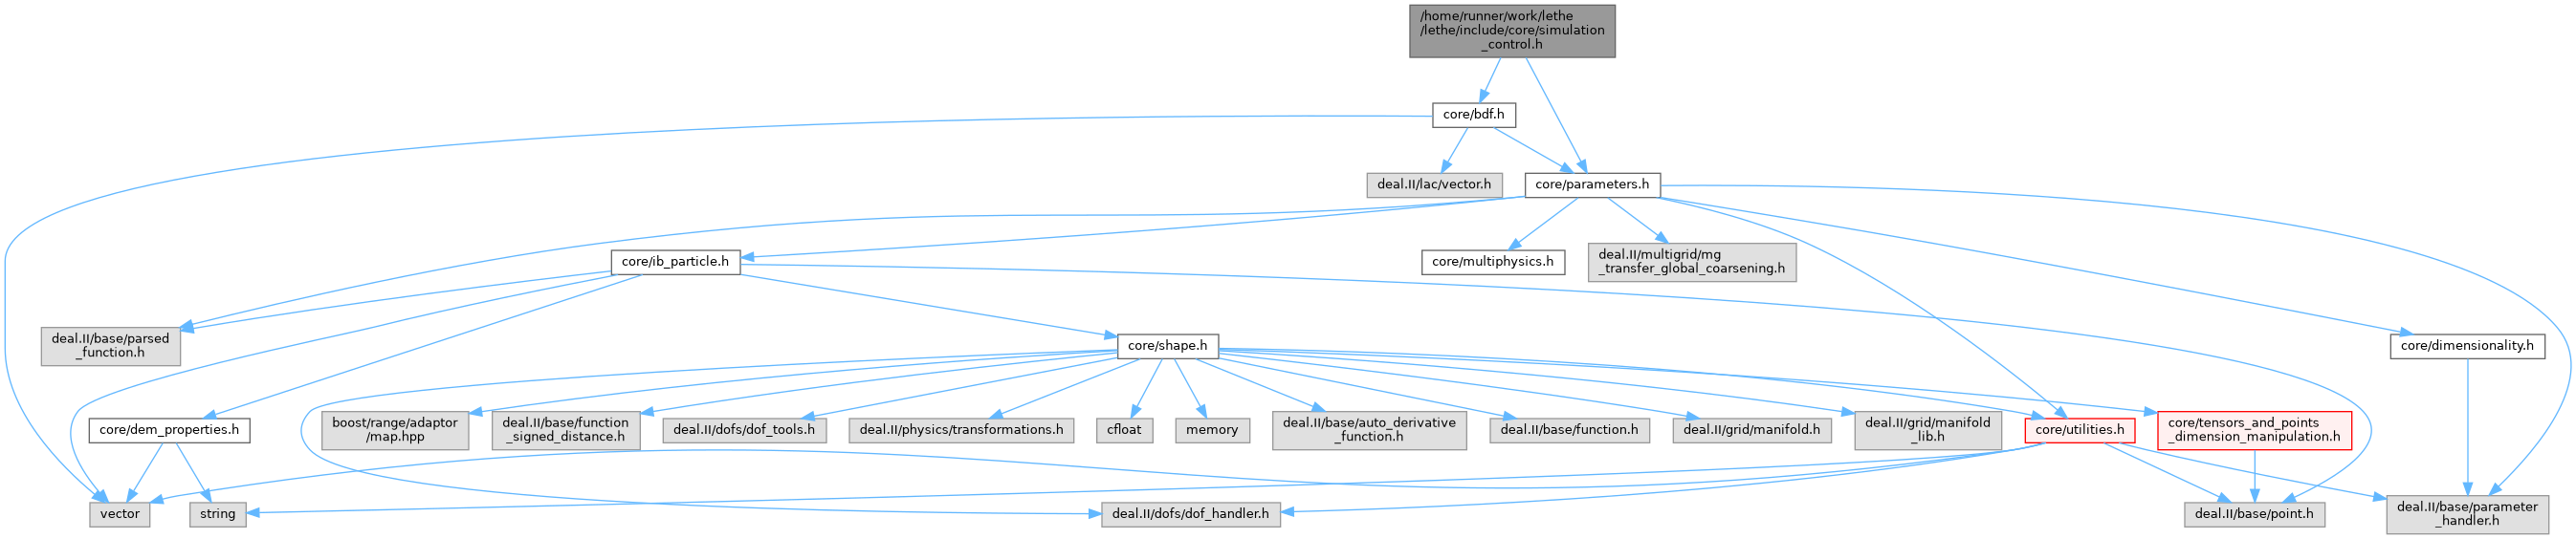 /home/runner/work/lethe
/lethe/include/core/simulation
_control.h
core/bdf.h
deal.II/lac/vector.h
core/parameters.h
core/ib_particle.h
core/multiphysics.h
deal.II/multigrid/mg
_transfer_global_coarsening.h
deal.II/base/parsed
_function.h
core/shape.h
core/dimensionality.h
core/dem_properties.h
boost/range/adaptor
/map.hpp
deal.II/base/function
_signed_distance.h
deal.II/dofs/dof_tools.h
deal.II/physics/transformations.h
cfloat
memory
deal.II/base/auto_derivative
_function.h
deal.II/base/function.h
deal.II/grid/manifold.h
deal.II/grid/manifold
_lib.h
core/utilities.h
core/tensors_and_points
_dimension_manipulation.h
vector
string
deal.II/dofs/dof_handler.h
deal.II/base/point.h
deal.II/base/parameter
_handler.h